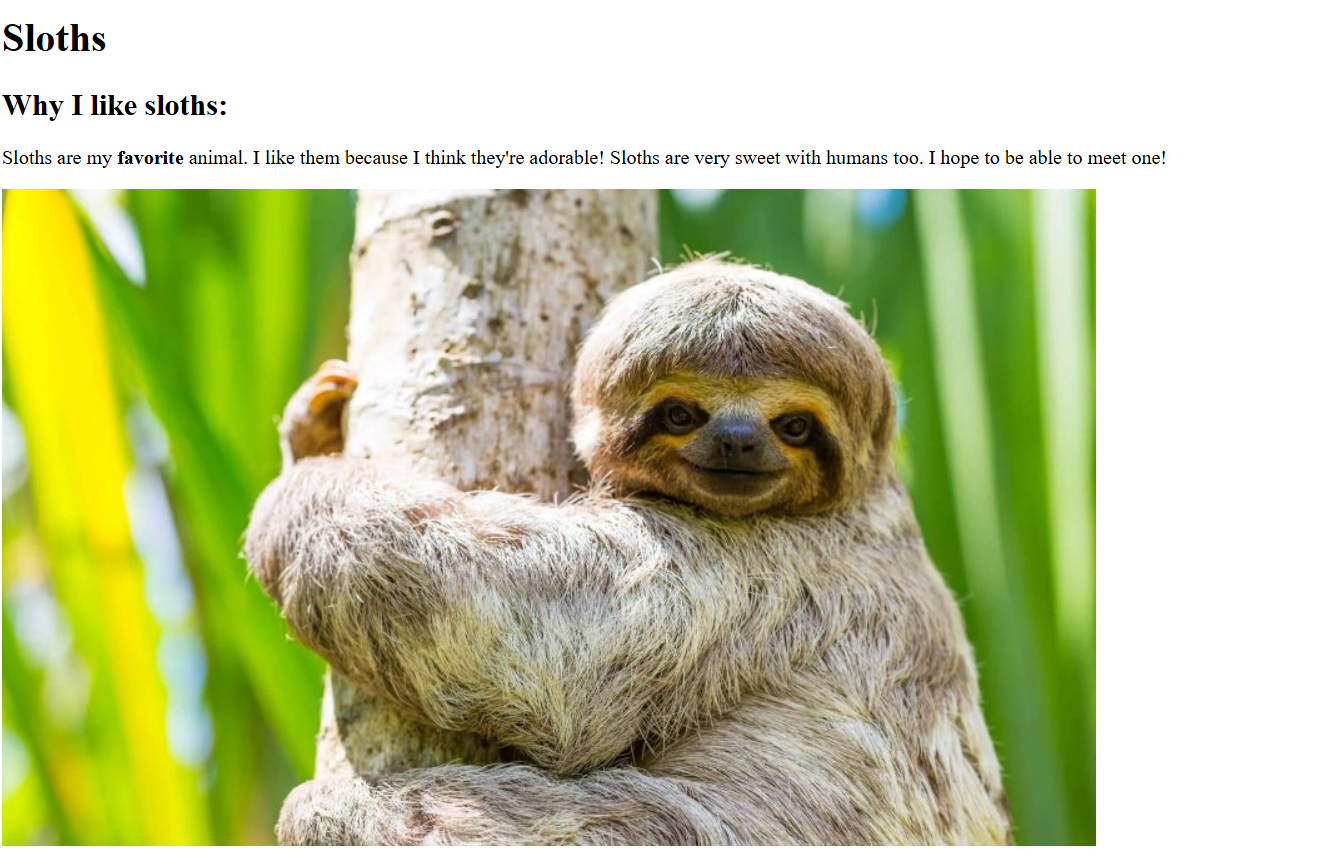 Sloths
Why I like sloths:
Sloths are my favorite animal. I like them because I think they're adorable! Sloths are very sweet with humans too. I hope to be able to meet one!